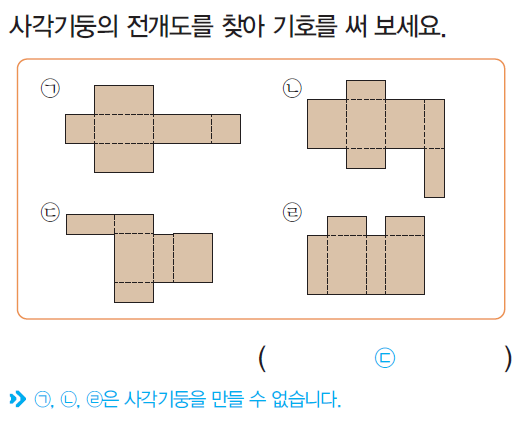 사각기둥의 전개도를 찾아 기호를 써 보세요.
㉠ ㉡
㉢ ㉣
( ㉢ )
㉠, ㉡, ㉣은 사각기둥을 만들 수 없습니다.